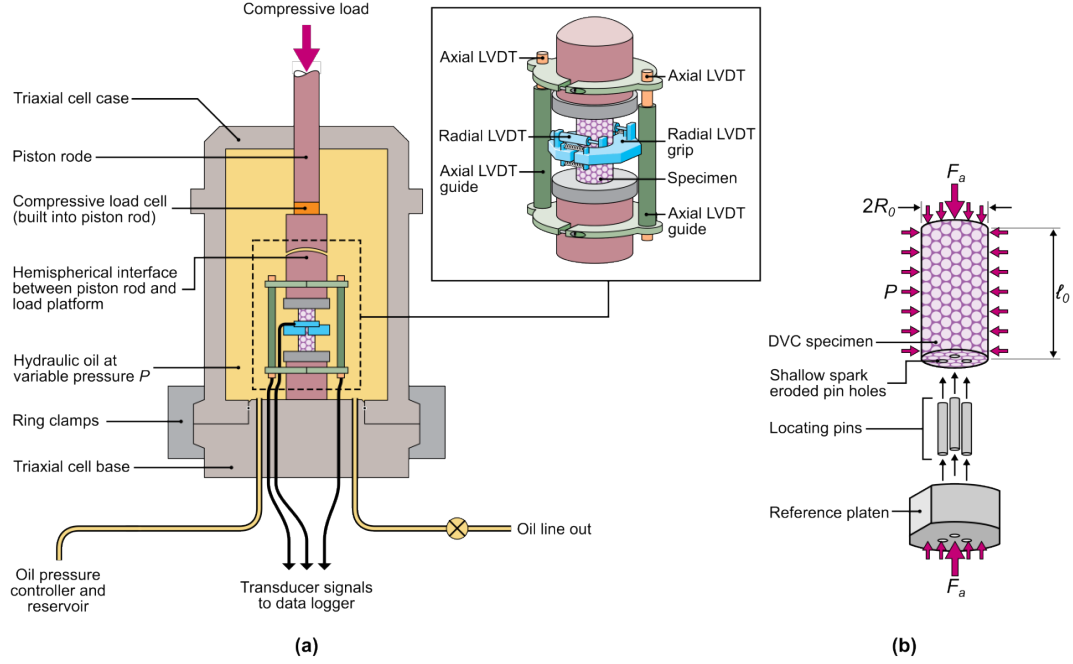 Compressive load
Triaxial cell case
Piston rode
Compressive load cell
(built into piston rod)
Hemispherical interface
between piston rod and
load platform
Hydraulic oil at
variable pressure P
Ring clamps
Triaxial cell base
Oil pressure
controller and
reservoir
Transducer signals
to data logger
Oil line out
(a)
Axial LVDT
Axial LVDT
Radial LVDT
Radial LVDT
grip
Axial LVDT
guide
Specimen
Axial LVDT
guide
Fa
2R0
P
ℓ0
DVC specimen
Shallow spark
eroded pin holes
Locating pins
Reference platen
Fa
(b)